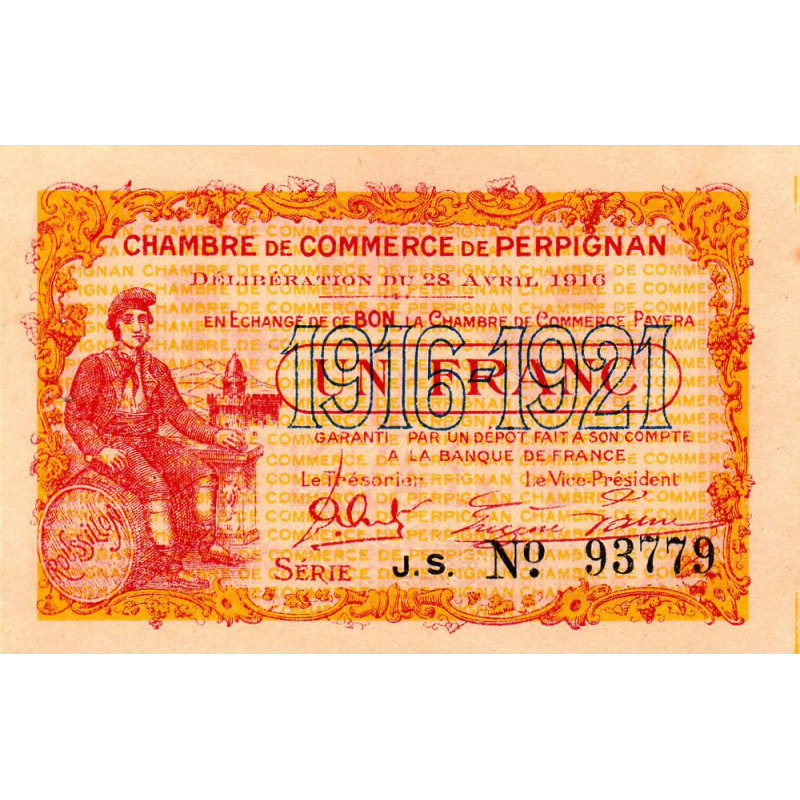 CHAMBRE DE COMMERCE DE PERPIGNAN
DÉLIBÉRATION DU 28 AVRIL 1916
EN ECHANGE DE CE BON LA CHAMBRE DE COMMERCE PAYERA
UN FRANC
1916-1921
GARANTI PAR UN DÉPOT FAIT A SON COMPTE
A LA BANQUE DE FRANCE
Le Trésorier Le Vice-Président
Roussillon
SÉRIE J.S. No 93779